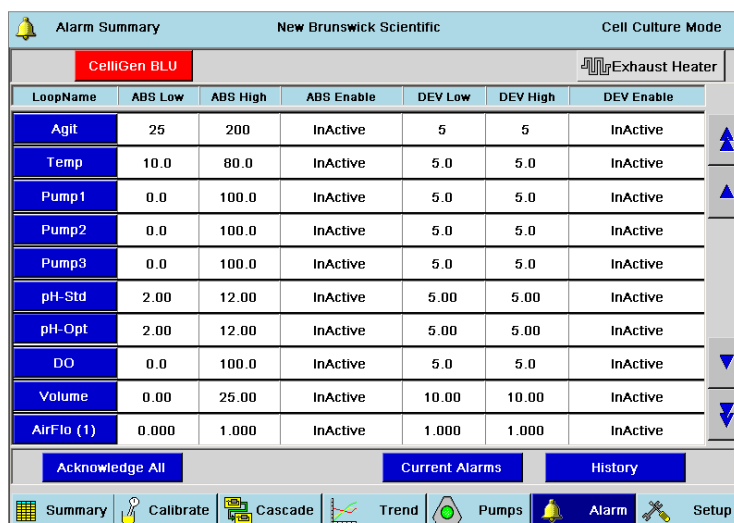 Alarm Summary New Brunswick Scientific Cell Culture Mode
CelliGen BLU Exhaust Heater
LoopName ABS Low ABS High ABS Enable DEV Low DEV High DEV Enable
Agit 25 200 InActive 5 5 InActive
Temp 10.0 80.0 InActive 5.0 5.0 InActive
Pump1 0.0 100.0 InActive 5.0 5.0 InActive
Pump2 0.0 100.0 InActive 5.0 5.0 InActive
Pump3 0.0 100.0 InActive 5.0 5.0 InActive
pH-Std 2.00 12.00 InActive 5.00 5.00 InActive
pH-Opt 2.00 12.00 InActive 5.00 5.00 InActive
DO 0.0 100.0 InActive 5.0 5.0 InActive
Volume 0.00 25.00 InActive 10.00 10.00 InActive
AirFlo (1) 0.000 1.000 InActive 1.000 1.000 InActive
Acknowledge All Current Alarms History
Summary Calibrate Cascade Trend Pumps Alarm Setup